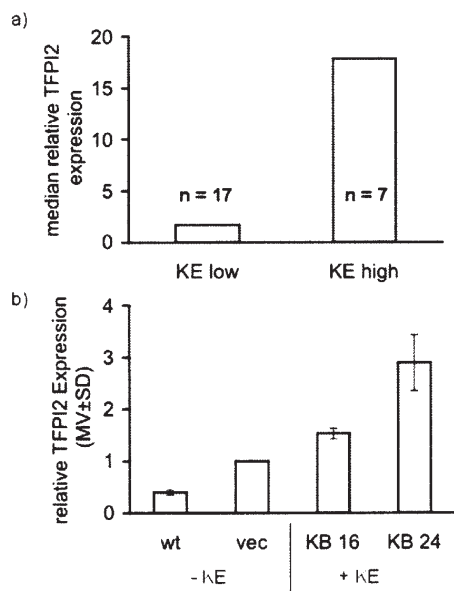 a)
median relative TFPI2
expression
20
15
10
5
0
n = 17
n = 7
KE low
KE high
b)
relative TFPI2 Expression
(MV±SD)
4
3
2
1
0
wt
vec
KB 16
KB 24
- KE
+ KE